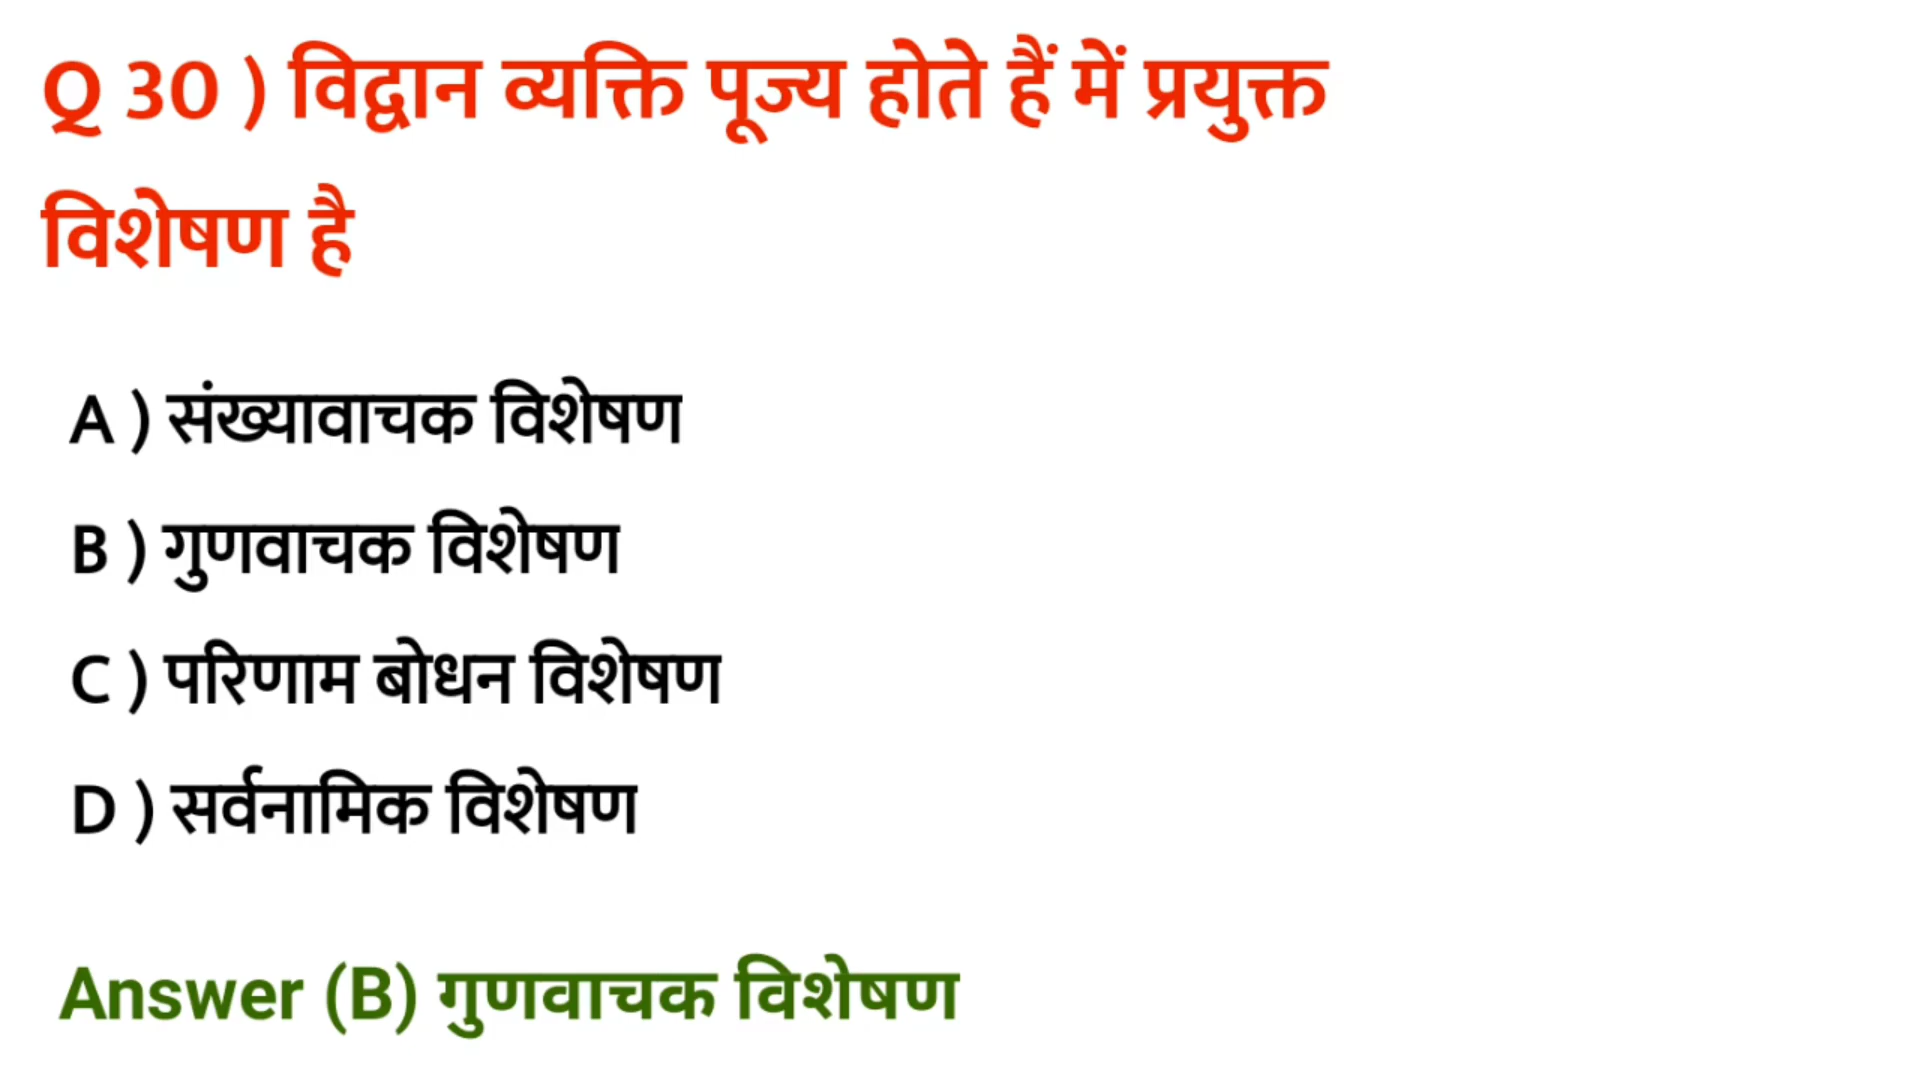 Q 30 ) विद्वान व्यक्ति पूज्य होते हैं में प्रयुक्त
विशेषण है
A ) संख्यावाचक विशेषण
B ) गुणवाचक विशेषण
C ) परिणाम बोधन विशेषण
D ) सर्वनामिक विशेषण
Answer (B) गुणवाचक विशेषण